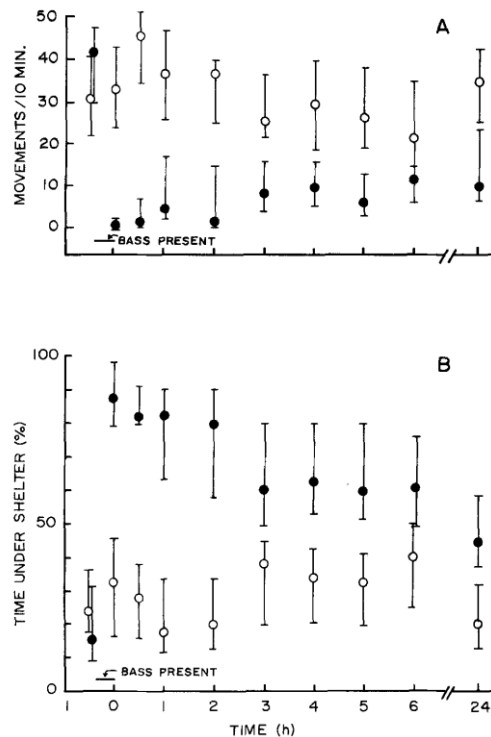 A
MOVEMENTS/10 MIN.
50
40
30
20
10
0
BASS PRESENT
B
TIME UNDER SHELTER (%)
100
50
0
BASS PRESENT
1 0 1 2 3 4 5 6 24
TIME (h)